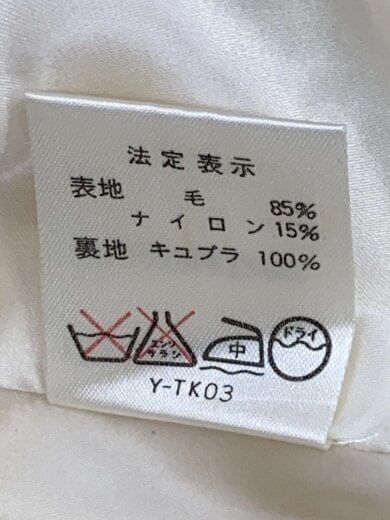 法定表示
表地 毛 85%
ナイロン 15%
裏地 キュプラ 100%
エンソ
サラシ
中
ドライ
Y-TK03